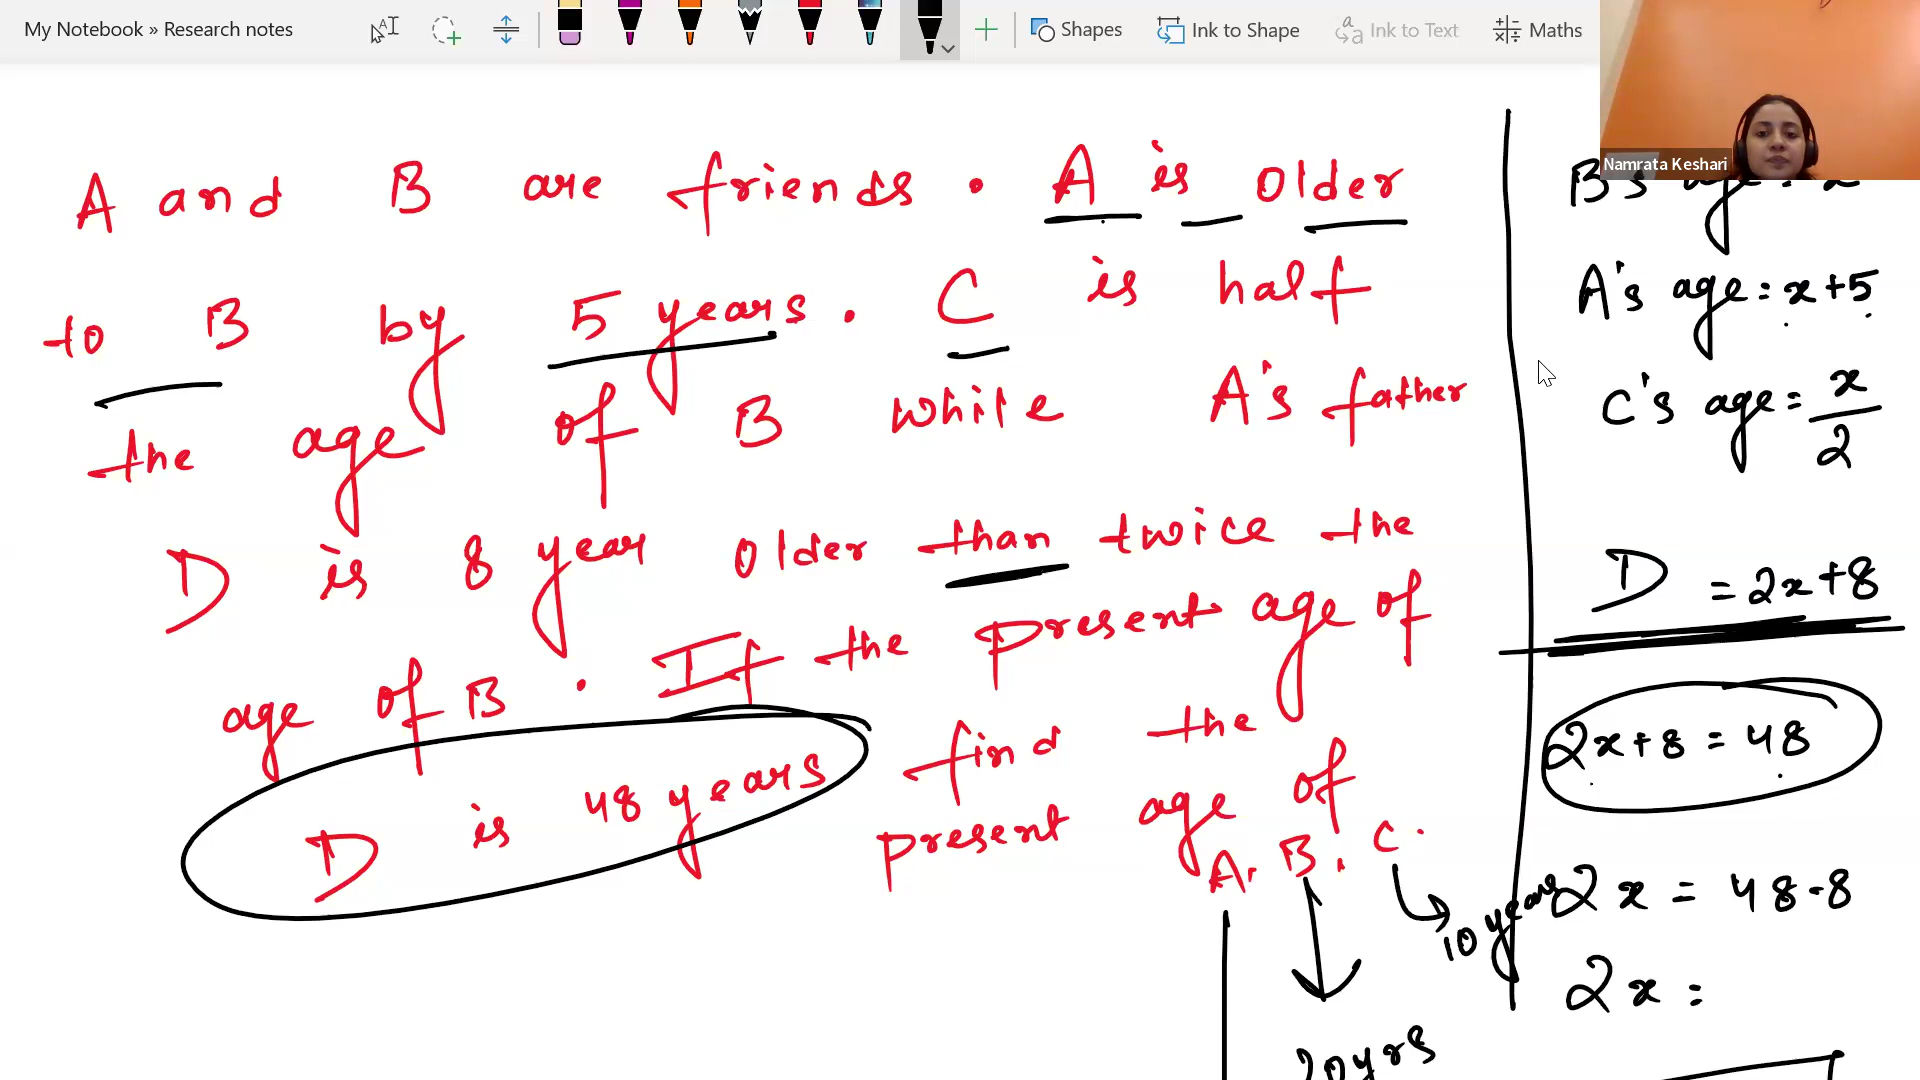 My Notebook » Research notes
Shapes
Ink to Shape
Ink to Text
Maths
Namrata Keshari
A and B are friends. A is older
to B by 5 years. C is half
the age of B while A's father
D is 8 year older than twice the
age of B. If the present age of
D is 48 years find the
present age of
A. B. C.
10 years
20yrs
B's age
A's age = x+5
C's age = x/2
D = 2x+8
2x+8 = 48
2x = 48-8
2x =